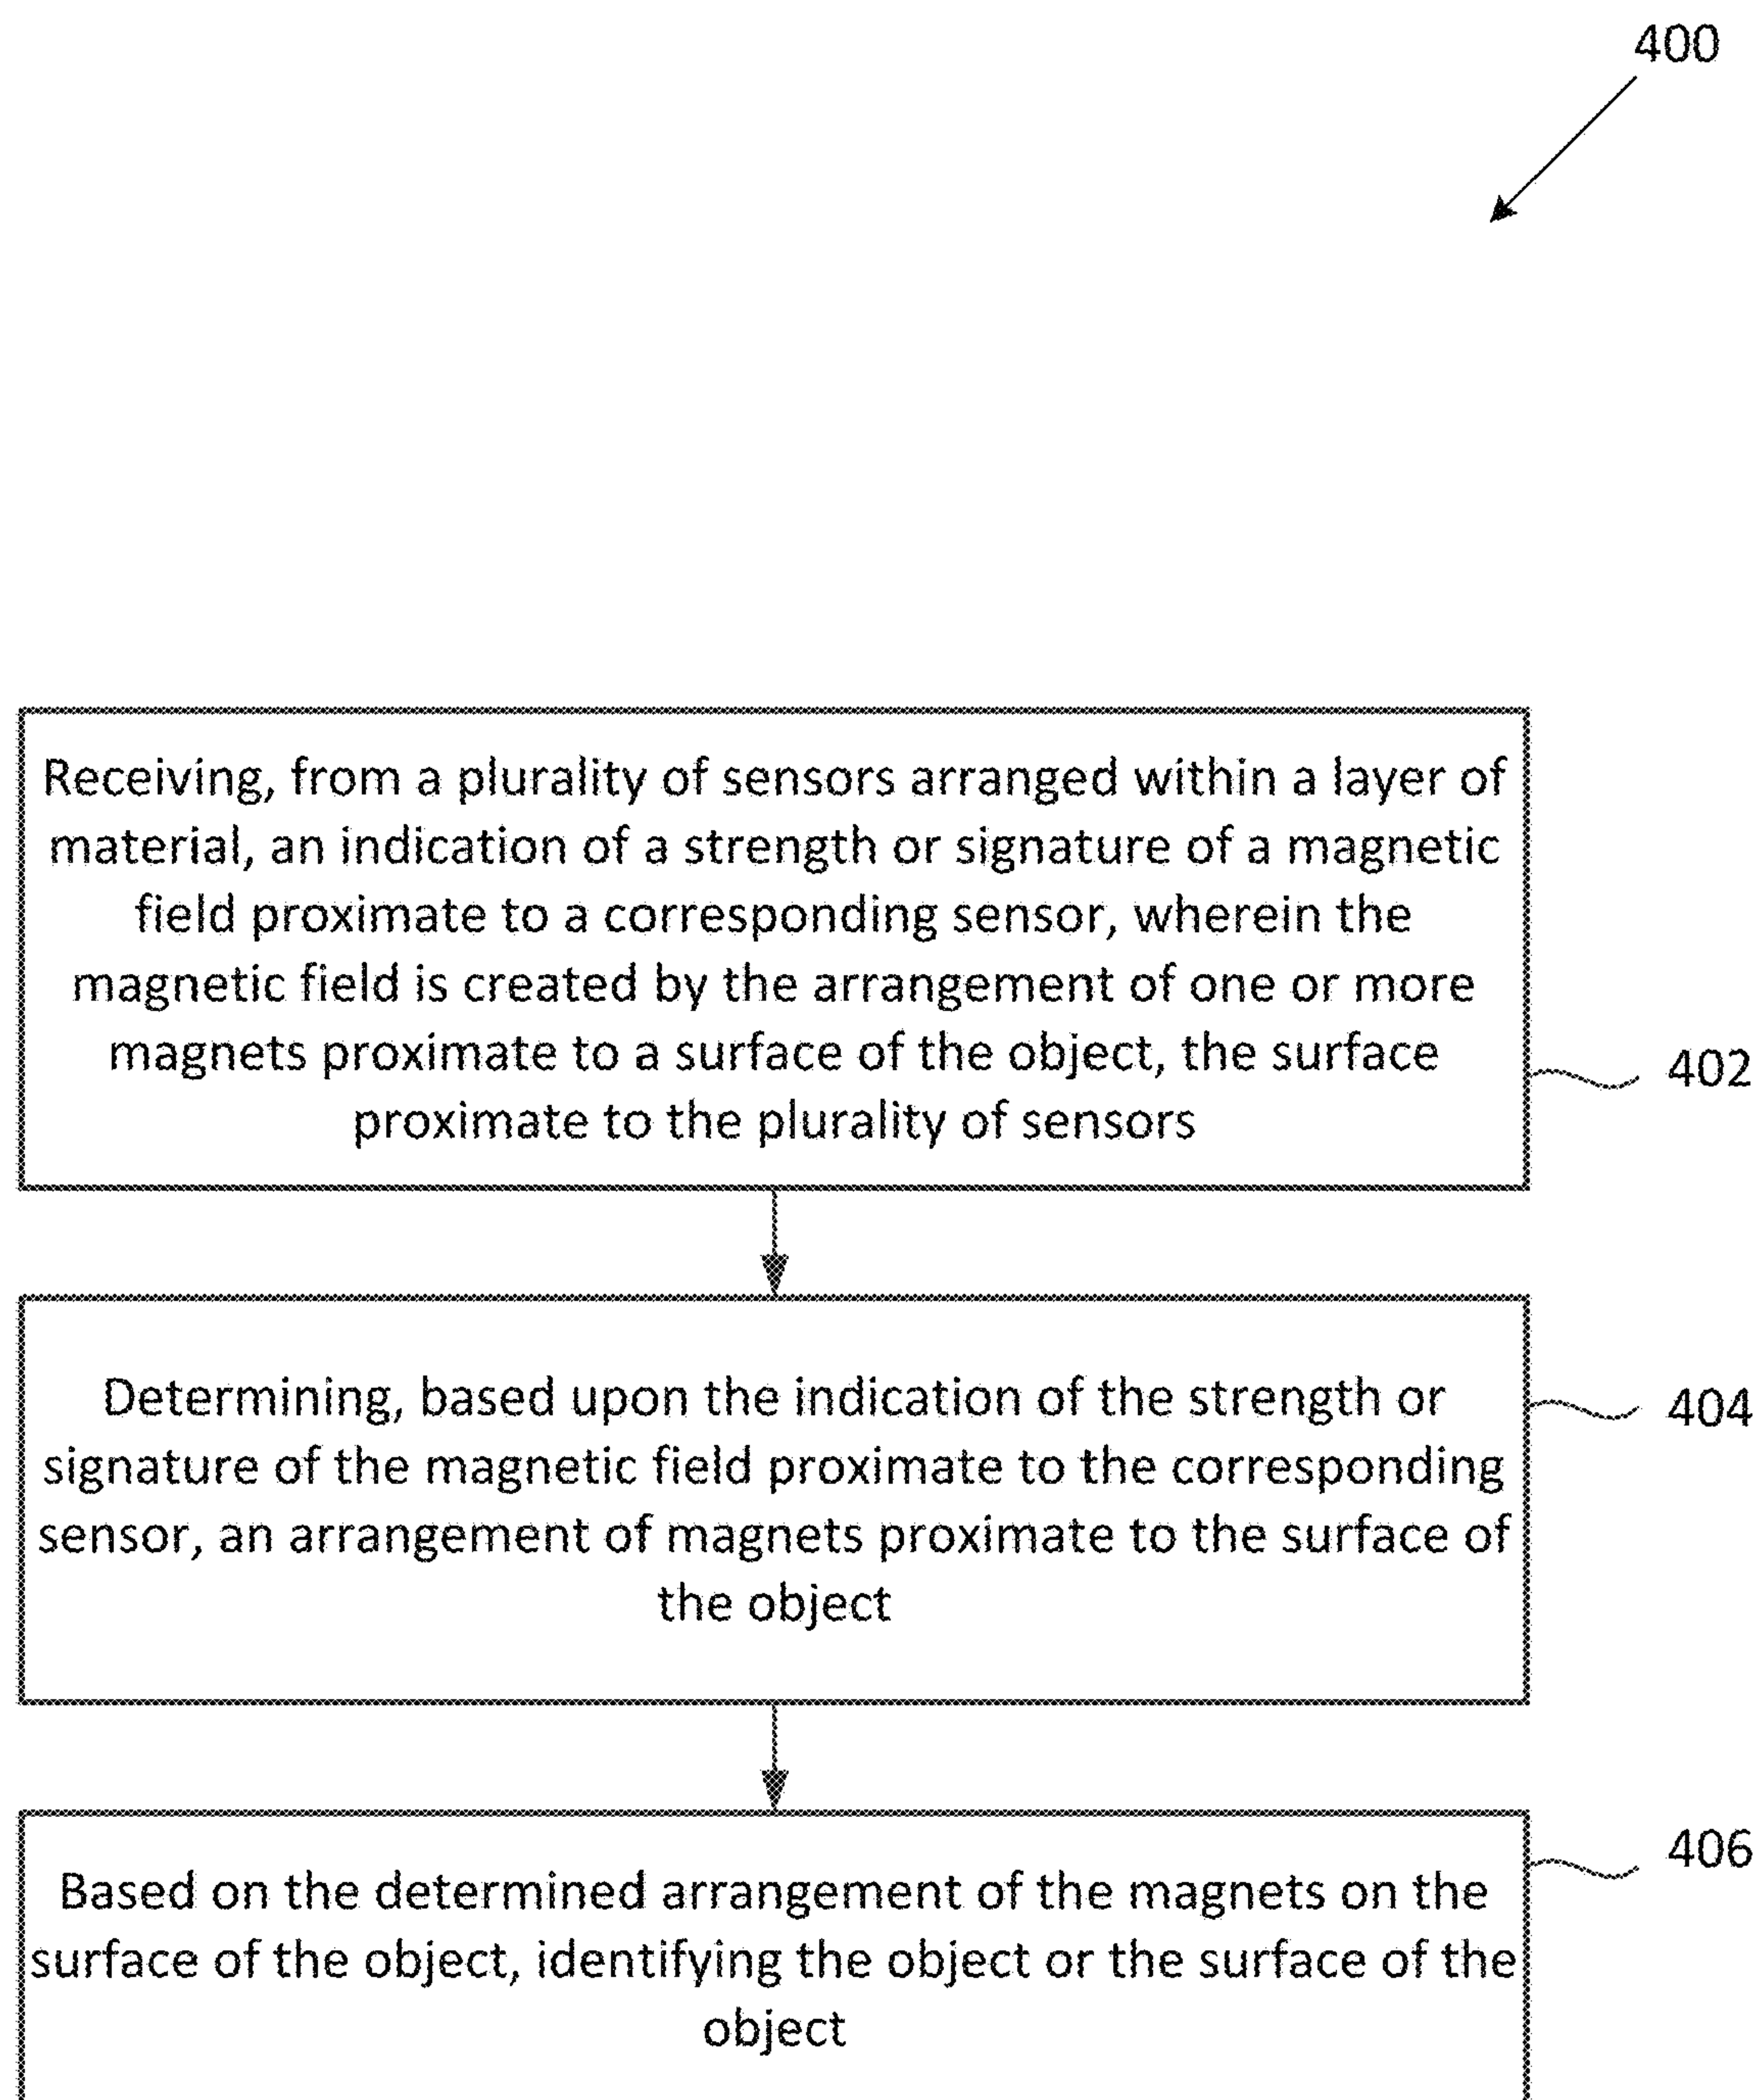 400
Receiving, from a plurality of sensors arranged within a layer of
material, an indication of a strength or signature of a magnetic
field proximate to a corresponding sensor, wherein the
magnetic field is created by the arrangement of one or more
magnets proximate to a surface of the object, the surface
proximate to the plurality of sensors
402
Determining, based upon the indication of the strength or
signature of the magnetic field proximate to the corresponding
sensor, an arrangement of magnets proximate to the surface of
the object
404
Based on the determined arrangement of the magnets on the
surface of the object, identifying the object or the surface of the
object
406